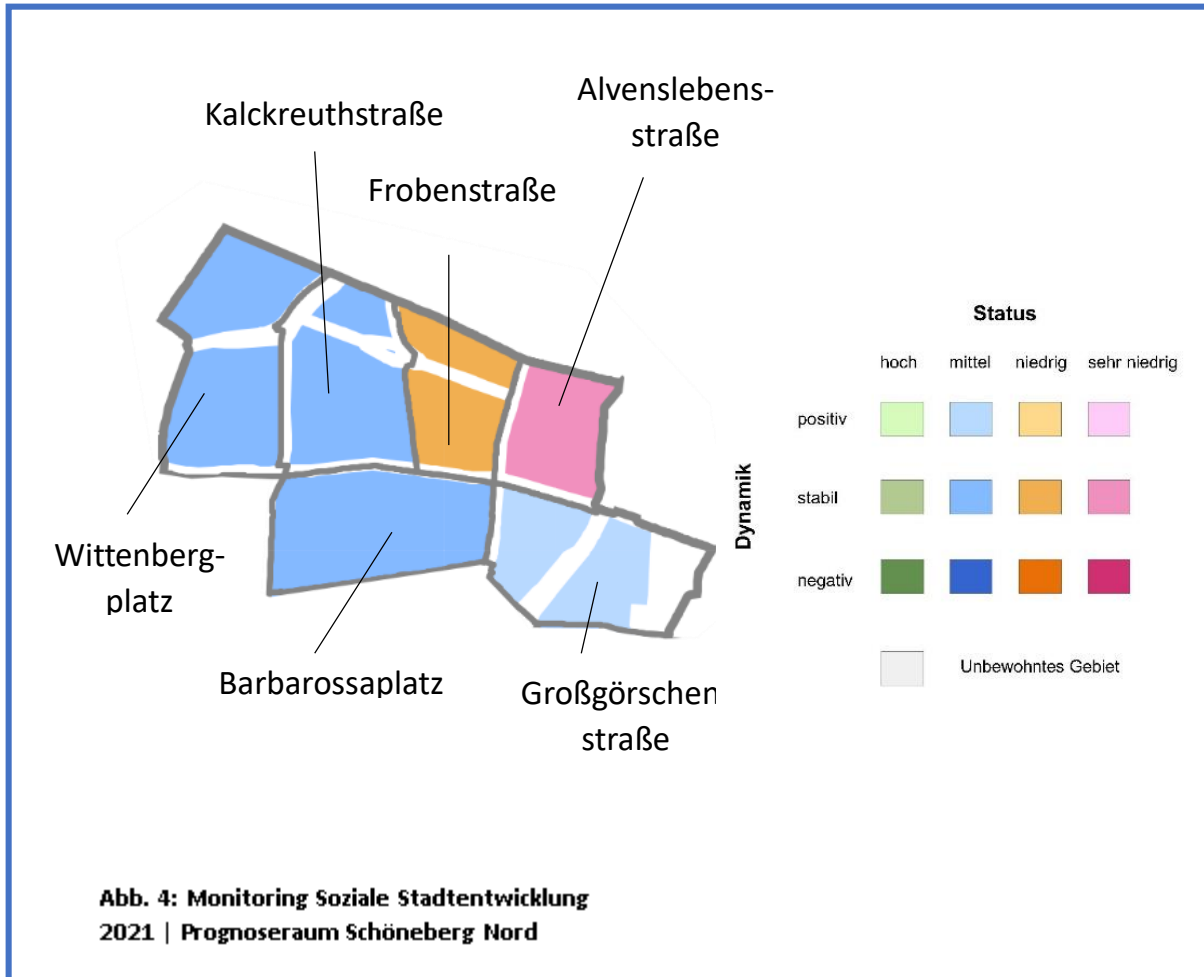 Alvenslebens-
straße
Kalckreuthstraße
Frobenstraße
Wittenberg-
platz
Barbarossaplatz
Großgörschen
straße
Status
hoch mittel niedrig sehr niedrig
Dynamik
positiv
stabil
negativ
Unbewohntes Gebiet
Abb. 4: Monitoring Soziale Stadtentwicklung
2021 | Prognoseraum Schöneberg Nord